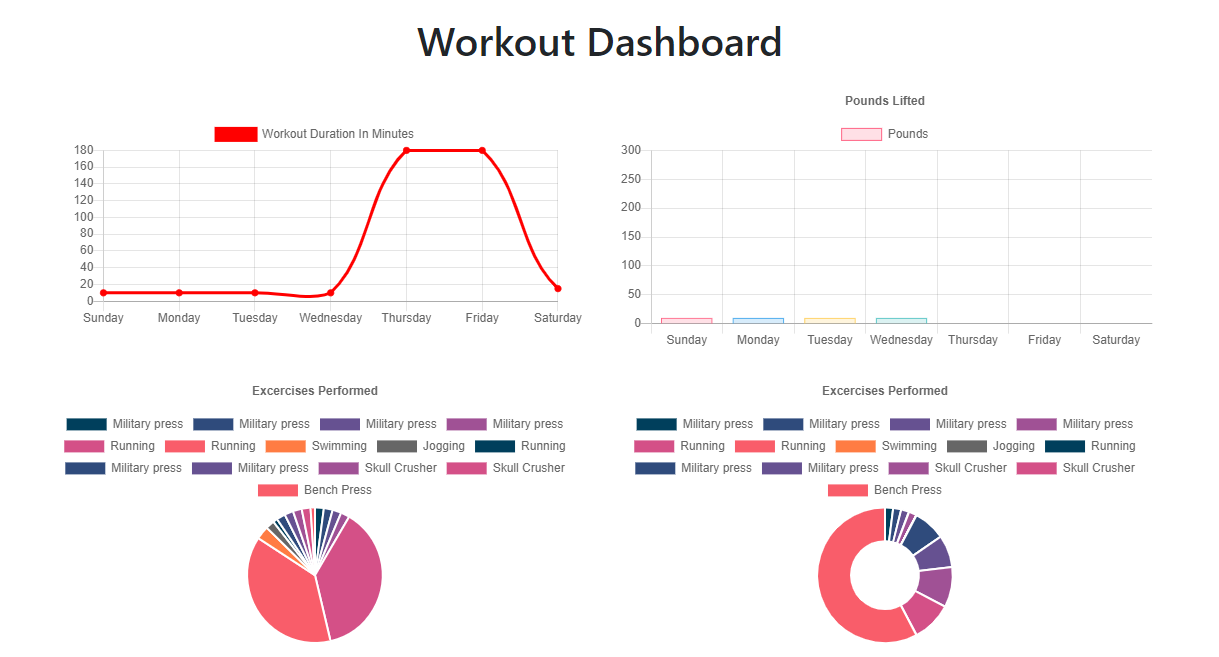 Workout Dashboard
Workout Duration In Minutes
180
160
140
120
100
80
60
40
20
0
Sunday Monday Tuesday Wednesday Thursday Friday Saturday
Pounds Lifted
Pounds
300
250
200
150
100
50
0
Sunday Monday Tuesday Wednesday Thursday Friday Saturday
Excercises Performed
Military press Military press Military press Military press
Running Running Swimming Jogging Running
Military press Military press Skull Crusher Skull Crusher
Bench Press
Excercises Performed
Military press Military press Military press Military press
Running Running Swimming Jogging Running
Military press Military press Skull Crusher Skull Crusher
Bench Press